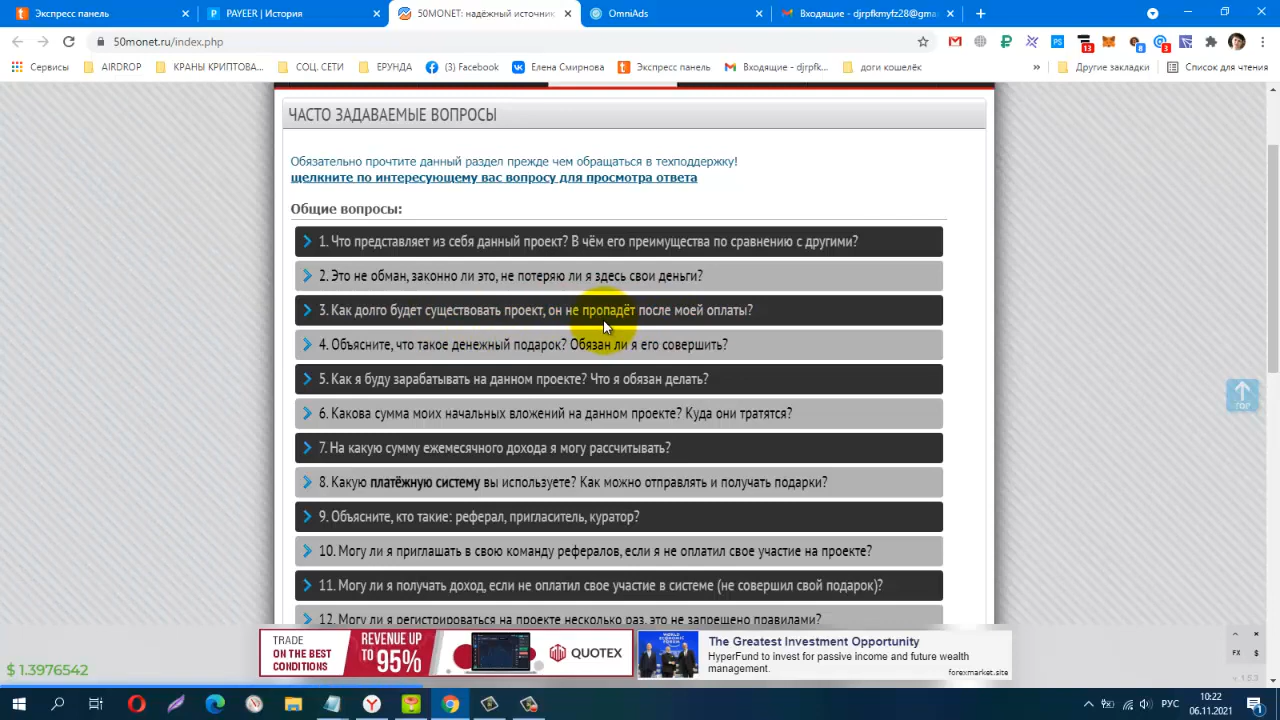 Экспресс панель
PAYEER | История
50MONET: надёжный источник
OmniAds
Входящие - djrpfkmyfz28@gma
50monet.ru/index.php
Сервисы
AIRDROP
КРАНЫ КРИПТОВА...
СОЦ. СЕТИ
ЕРУНДА
(3) Facebook
Елена Смирнова
Экспресс панель
Входящие - djrpfk...
доги кошелёк
Другие закладки
Список для чтения
ЧАСТО ЗАДАВАЕМЫЕ ВОПРОСЫ
Обязательно прочтите данный раздел прежде чем обращаться в техподдержку!
щелкните по интересующему вас вопросу для просмотра ответа
Общие вопросы:
1. Что представляет из себя данный проект? В чём его преимущества по сравнению с другими?
2. Это не обман, законно ли это, не потеряю ли я здесь свои деньги?
3. Как долго будет существовать проект, он не пропадёт после моей оплаты?
4. Объясните, что такое денежный подарок? Обязан ли я его совершить?
5. Как я буду зарабатывать на данном проекте? Что я обязан делать?
6. Какова сумма моих начальных вложений на данном проекте? Куда они тратятся?
7. На какую сумму ежемесячного дохода я могу рассчитывать?
8. Какую платёжную систему вы используете? Как можно отправлять и получать подарки?
9. Объясните, кто такие: реферал, пригласитель, куратор?
10. Могу ли я приглашать в свою команду рефералов, если я не оплатил свое участие на проекте?
11. Могу ли я получать доход, если не оплатил свое участие в системе (не совершил свой подарок)?
12. Могу ли я регистрироваться на проекте несколько раз, это не запрещено правилами?
TOP
TRADE
ON THE BEST
CONDITIONS
REVENUE UP
TO 95%
QUOTEX
WORLD
ECONOMIC
FORUM
The Greatest Investment Opportunity
HyperFund to invest for passive income and future wealth
management.
forexmarket.site
FX $
v. 1.5.3
$ 1.3976542
РУС
10:22
06.11.2021